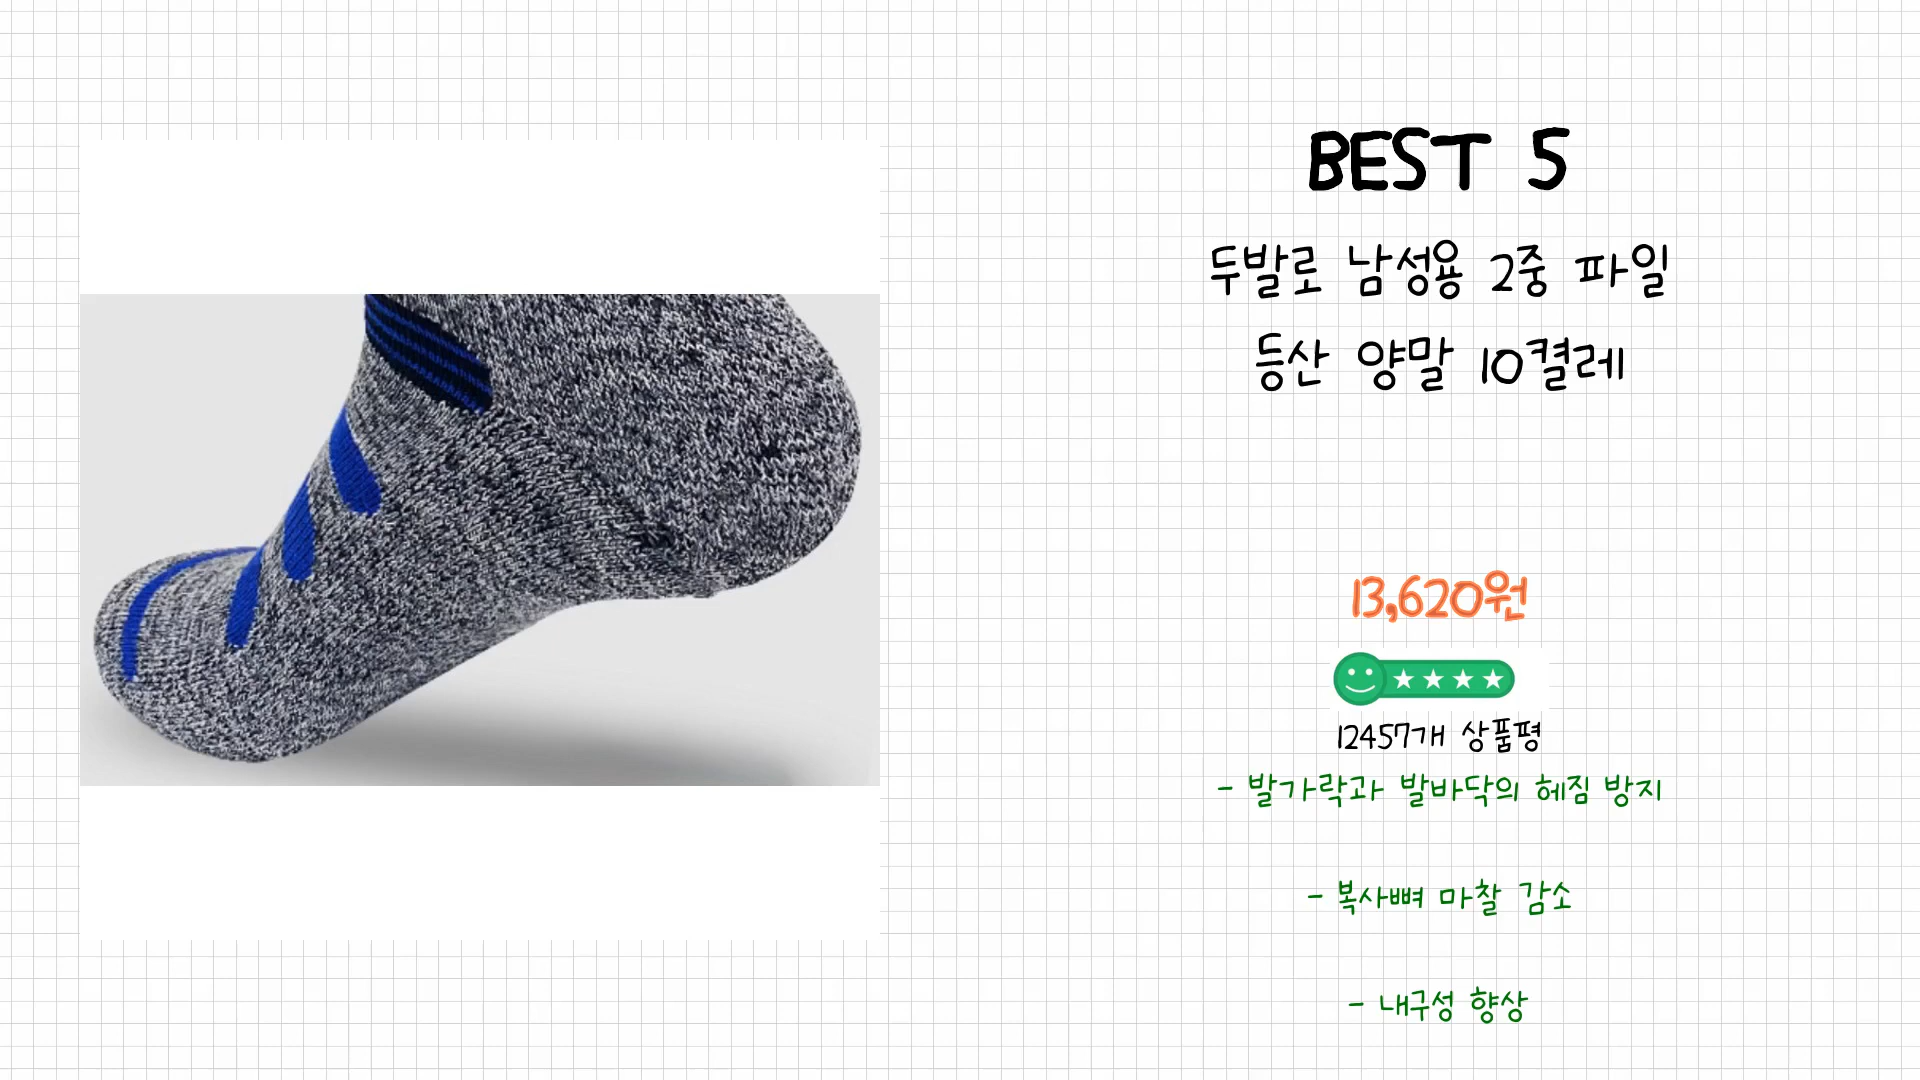 BEST 5
두발로 남성용 2중 파일
등산 양말 10켤레
13,620원
12457개 상품평
- 발가락과 발바닥의 헤짐 방지
- 복사뼈 마찰 감소
- 내구성 향상